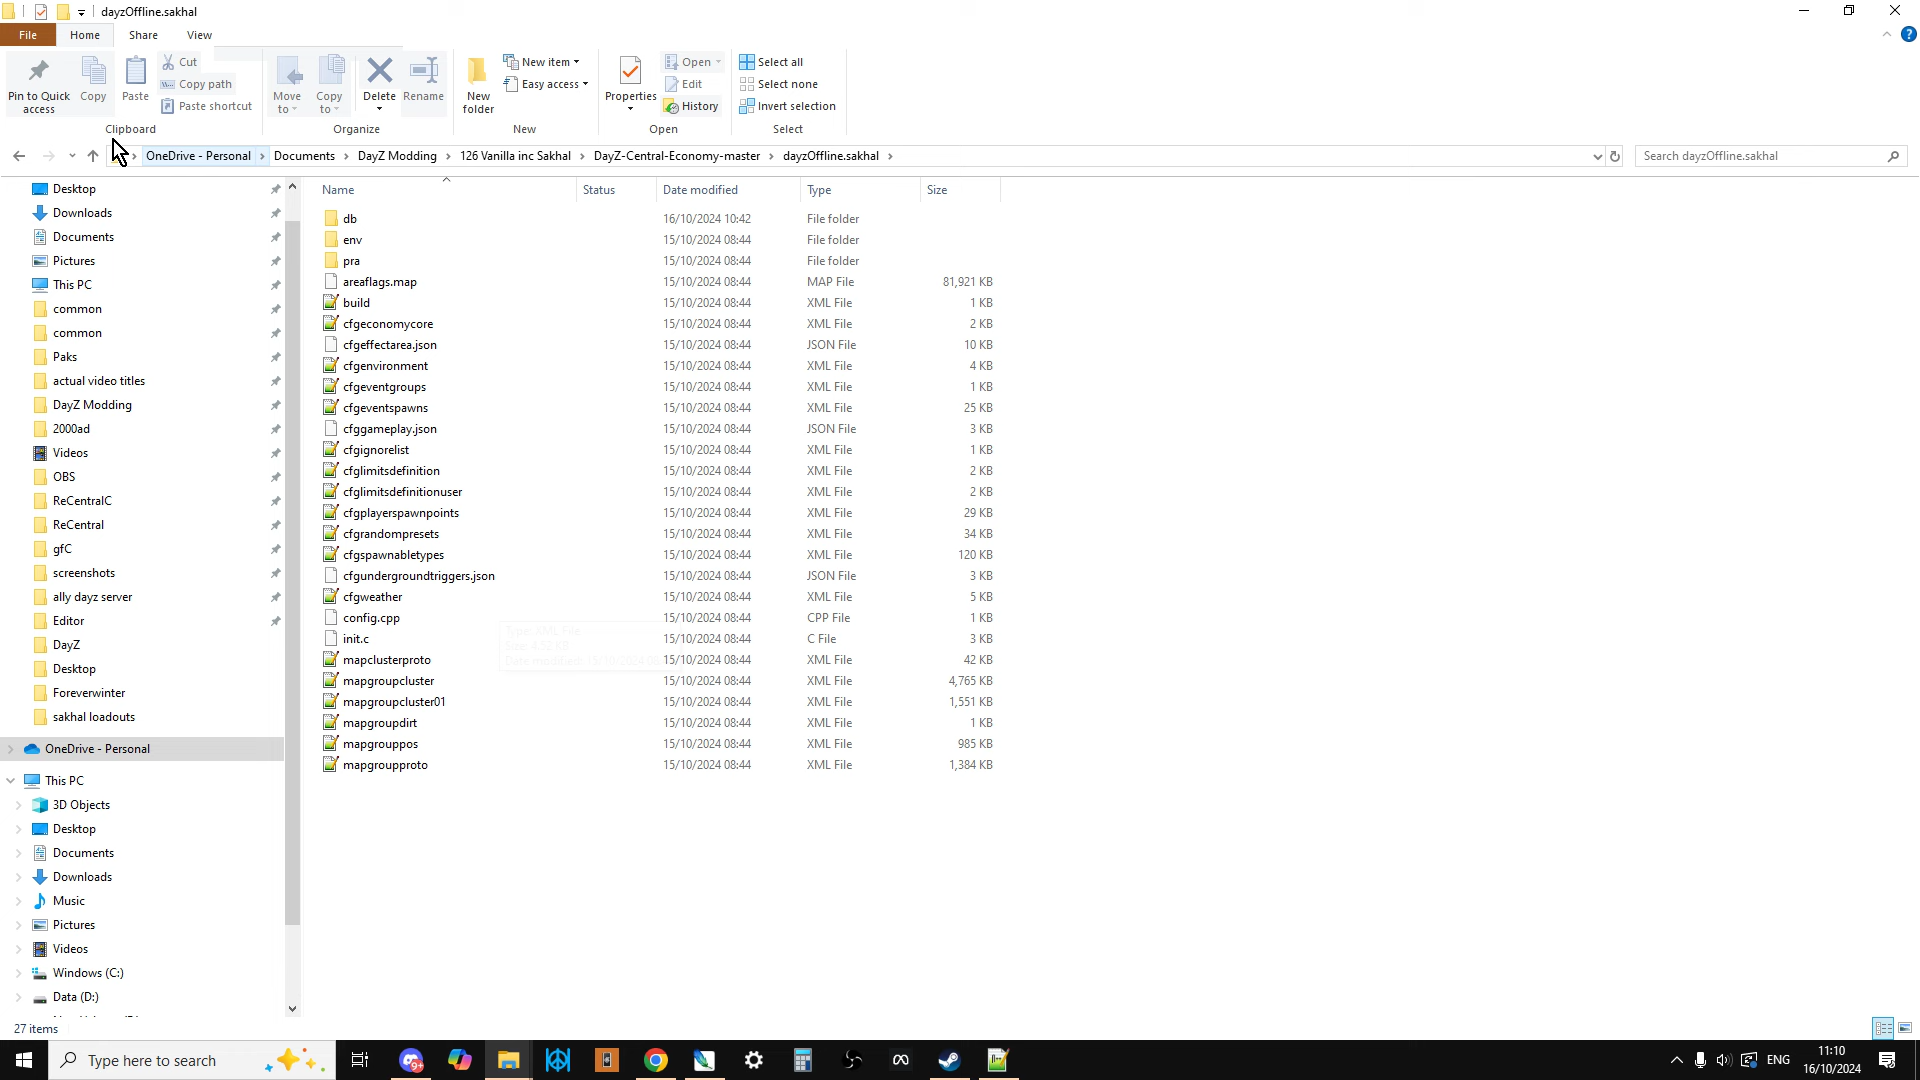 dayzOffline.sakhal
File Home Share View
Pin to Quick access
Copy
Paste
Cut
Copy path
Paste shortcut
Clipboard
Move to
Copy to
Delete
Rename
Organize
New folder
New item
Easy access
New
Properties
Open
Edit
History
Open
Select all
Select none
Invert selection
Select
OneDrive - Personal > Documents > DayZ Modding > 126 Vanilla inc Sakhal > DayZ-Central-Economy-master > dayzOffline.sakhal >
Search dayzOffline.sakhal
Desktop
Downloads
Documents
Pictures
This PC
common
common
Paks
actual video titles
DayZ Modding
2000ad
Videos
OBS
ReCentralC
ReCentral
gfC
screenshots
ally dayz server
Editor
DayZ
Desktop
Foreverwinter
sakhal loadouts
OneDrive - Personal
This PC
3D Objects
Desktop
Documents
Downloads
Music
Pictures
Videos
Windows (C:)
Data (D:)
Name Status Date modified Type Size
db 16/10/2024 10:42 File folder
env 15/10/2024 08:44 File folder
pra 15/10/2024 08:44 File folder
areaflags.map 15/10/2024 08:44 MAP File 81,921 KB
build 15/10/2024 08:44 XML File 1 KB
cfgeconomycore 15/10/2024 08:44 XML File 2 KB
cfgeffectarea.json 15/10/2024 08:44 JSON File 10 KB
cfgenvironment 15/10/2024 08:44 XML File 4 KB
cfgeventgroups 15/10/2024 08:44 XML File 1 KB
cfgeventspawns 15/10/2024 08:44 XML File 25 KB
cfggameplay.json 15/10/2024 08:44 JSON File 3 KB
cfgignorelist 15/10/2024 08:44 XML File 1 KB
cfglimitsdefinition 15/10/2024 08:44 XML File 2 KB
cfglimitsdefinitionuser 15/10/2024 08:44 XML File 2 KB
cfgplayerspawnpoints 15/10/2024 08:44 XML File 29 KB
cfgrandompresets 15/10/2024 08:44 XML File 34 KB
cfgspawnabletypes 15/10/2024 08:44 XML File 120 KB
cfgundergroundtriggers.json 15/10/2024 08:44 JSON File 3 KB
cfgweather 15/10/2024 08:44 XML File 5 KB
config.cpp 15/10/2024 08:44 CPP File 1 KB
init.c 15/10/2024 08:44 C File 3 KB
mapclusterproto 15/10/2024 08:44 XML File 42 KB
mapgroupcluster 15/10/2024 08:44 XML File 4,765 KB
mapgroupcluster01 15/10/2024 08:44 XML File 1,551 KB
mapgroupdirt 15/10/2024 08:44 XML File 1 KB
mapgrouppos 15/10/2024 08:44 XML File 985 KB
mapgroupproto 15/10/2024 08:44 XML File 1,384 KB
27 items
Type here to search
ENG
11:10
16/10/2024